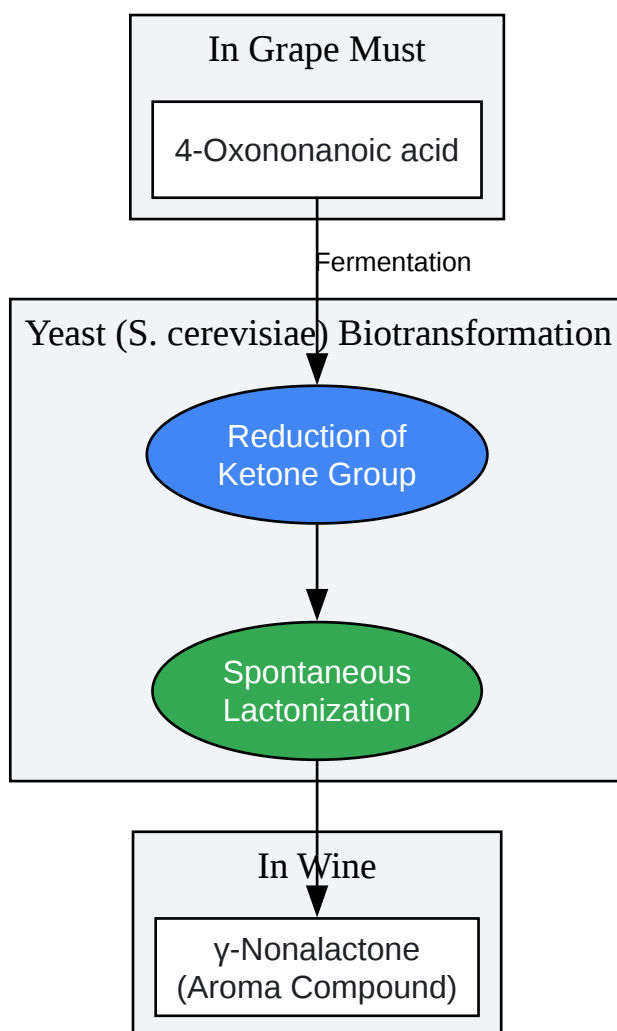 In Grape Must
4-Oxononanoic acid
Fermentation
Yeast (S. cerevisiae) Biotransformation
Reduction of
Ketone Group
Spontaneous
Lactonization
In Wine
γ-Nonalactone
(Aroma Compound)